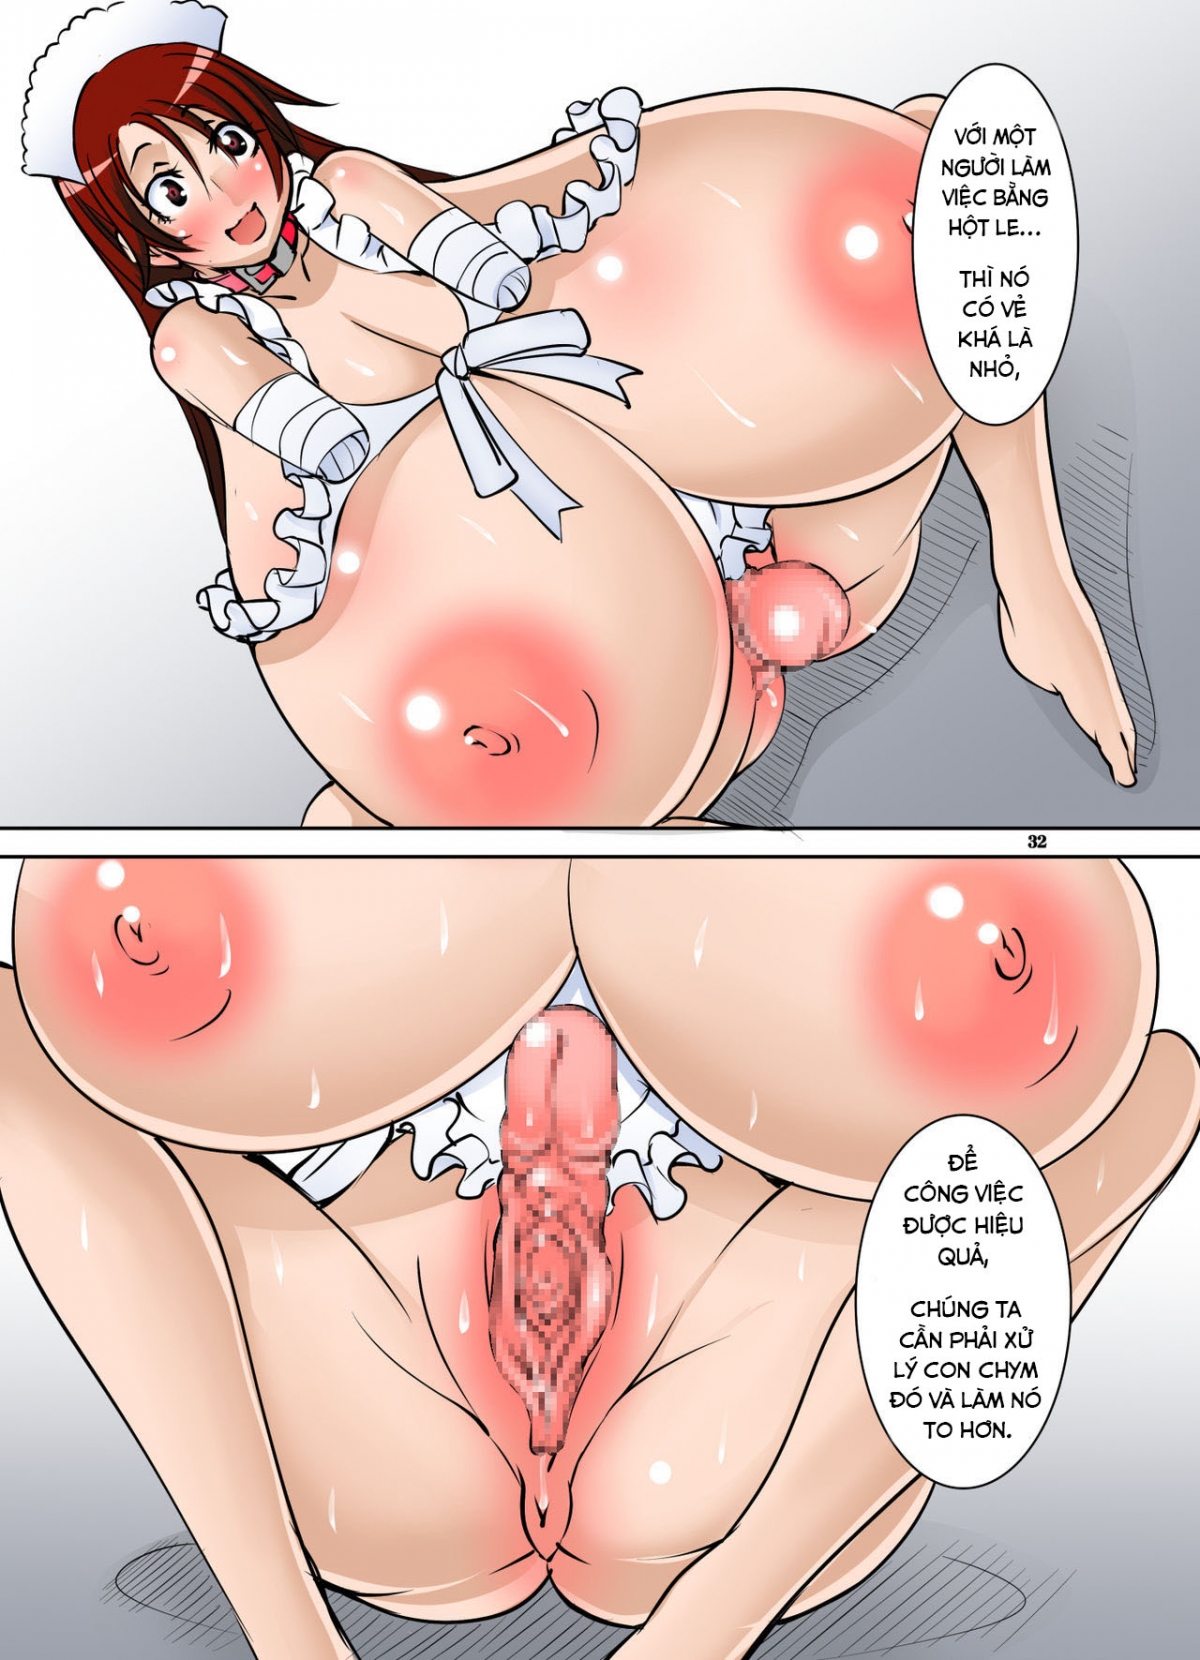 VỚI MỘT
NGƯỜI LÀM
VIỆC BẰNG
HỘT LE...
THÌ NÓ
CÓ VẺ
KHÁ LÀ
NHỎ,
32
ĐỂ
CÔNG VIỆC
ĐƯỢC HIỆU
QUẢ,
CHÚNG TA
CẦN PHẢI XỬ
LÝ CON CHYM
ĐÓ VÀ LÀM NÓ
TO HƠN.